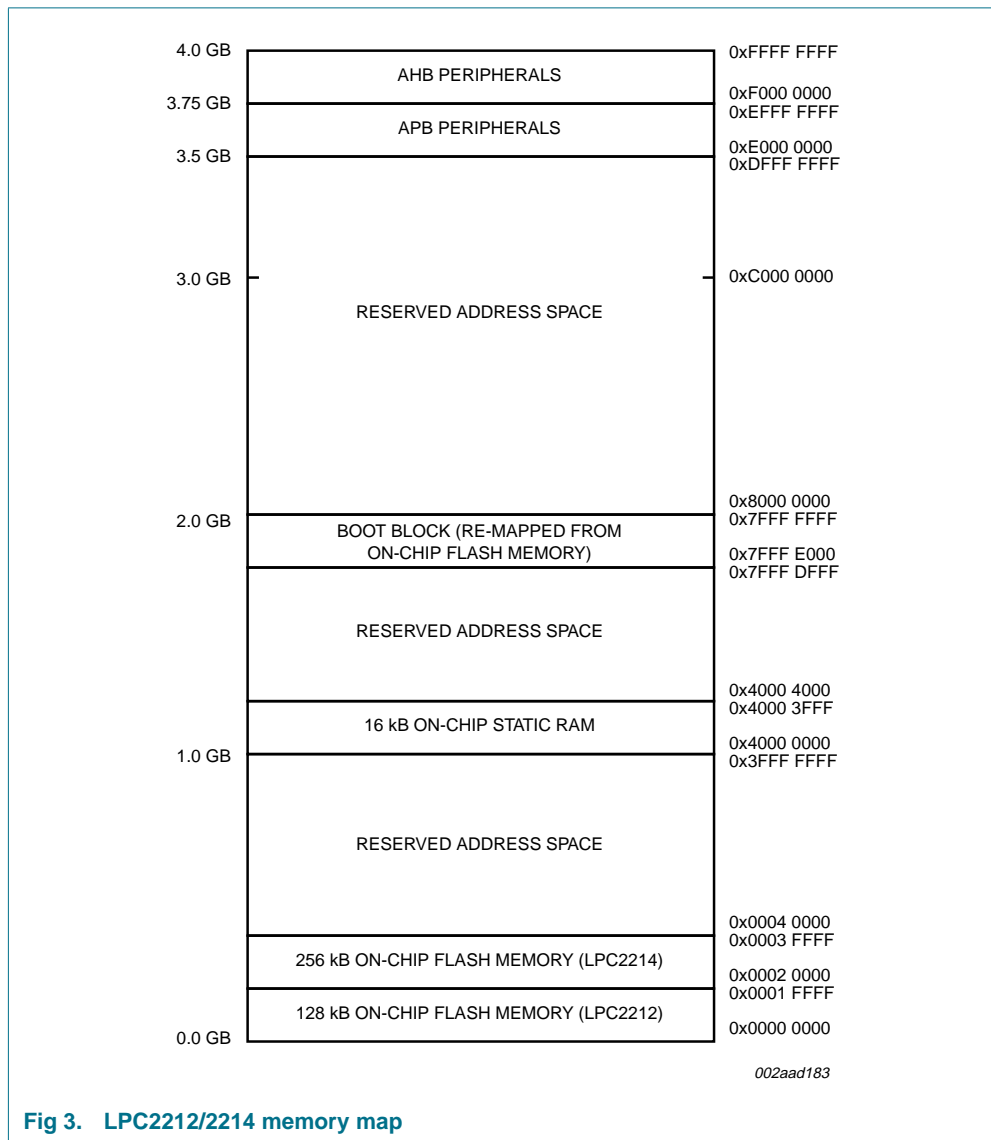 4.0 GB
0xFFFF FFFF
AHB PERIPHERALS
0xF000 0000
3.75 GB
0xEFFF FFFF
APB PERIPHERALS
0xE000 0000
3.5 GB
0xDFFF FFFF
3.0 GB
0xC000 0000
RESERVED ADDRESS SPACE
0x8000 0000
2.0 GB
0x7FFF FFFF
BOOT BLOCK (RE-MAPPED FROM
ON-CHIP FLASH MEMORY)
0x7FFF E000
0x7FFF DFFF
RESERVED ADDRESS SPACE
0x4000 4000
0x4000 3FFF
16 kB ON-CHIP STATIC RAM
0x4000 0000
1.0 GB
0x3FFF FFFF
RESERVED ADDRESS SPACE
0x0004 0000
0x0003 FFFF
256 kB ON-CHIP FLASH MEMORY (LPC2214)
0x0002 0000
0x0001 FFFF
128 kB ON-CHIP FLASH MEMORY (LPC2212)
0x0000 0000
0.0 GB
002aad183
Fig 3. LPC2212/2214 memory map